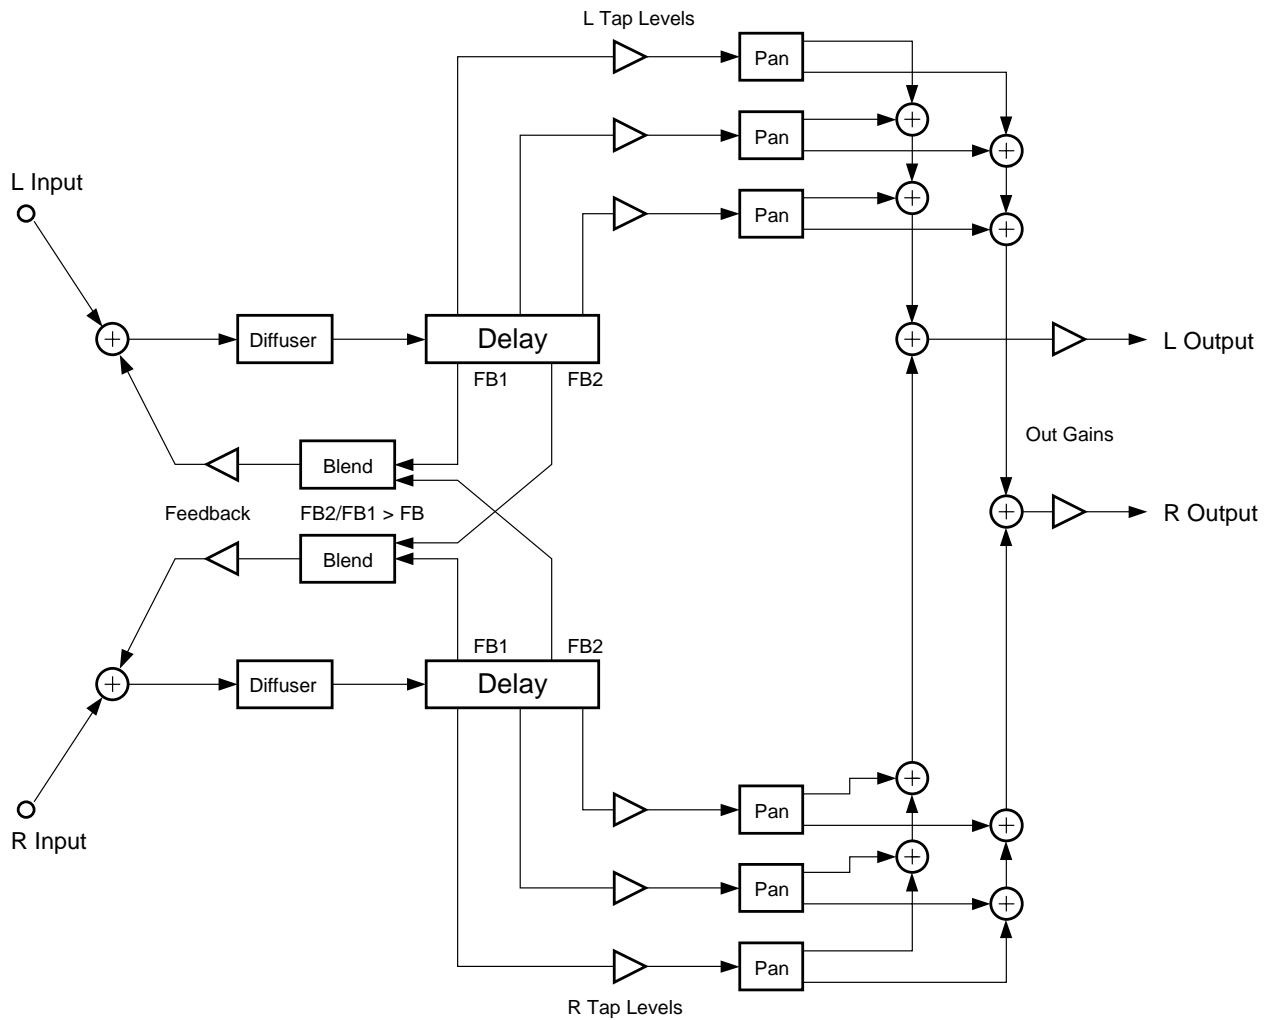 L Tap Levels
Pan
Pan
L Input
Pan
Diffuser
Delay
L Output
FB1
FB2
Out Gains
Blend
Feedback
FB2/FB1 > FB
R Output
Blend
FB1
FB2
Diffuser
Delay
Pan
R Input
Pan
Pan
R Tap Levels